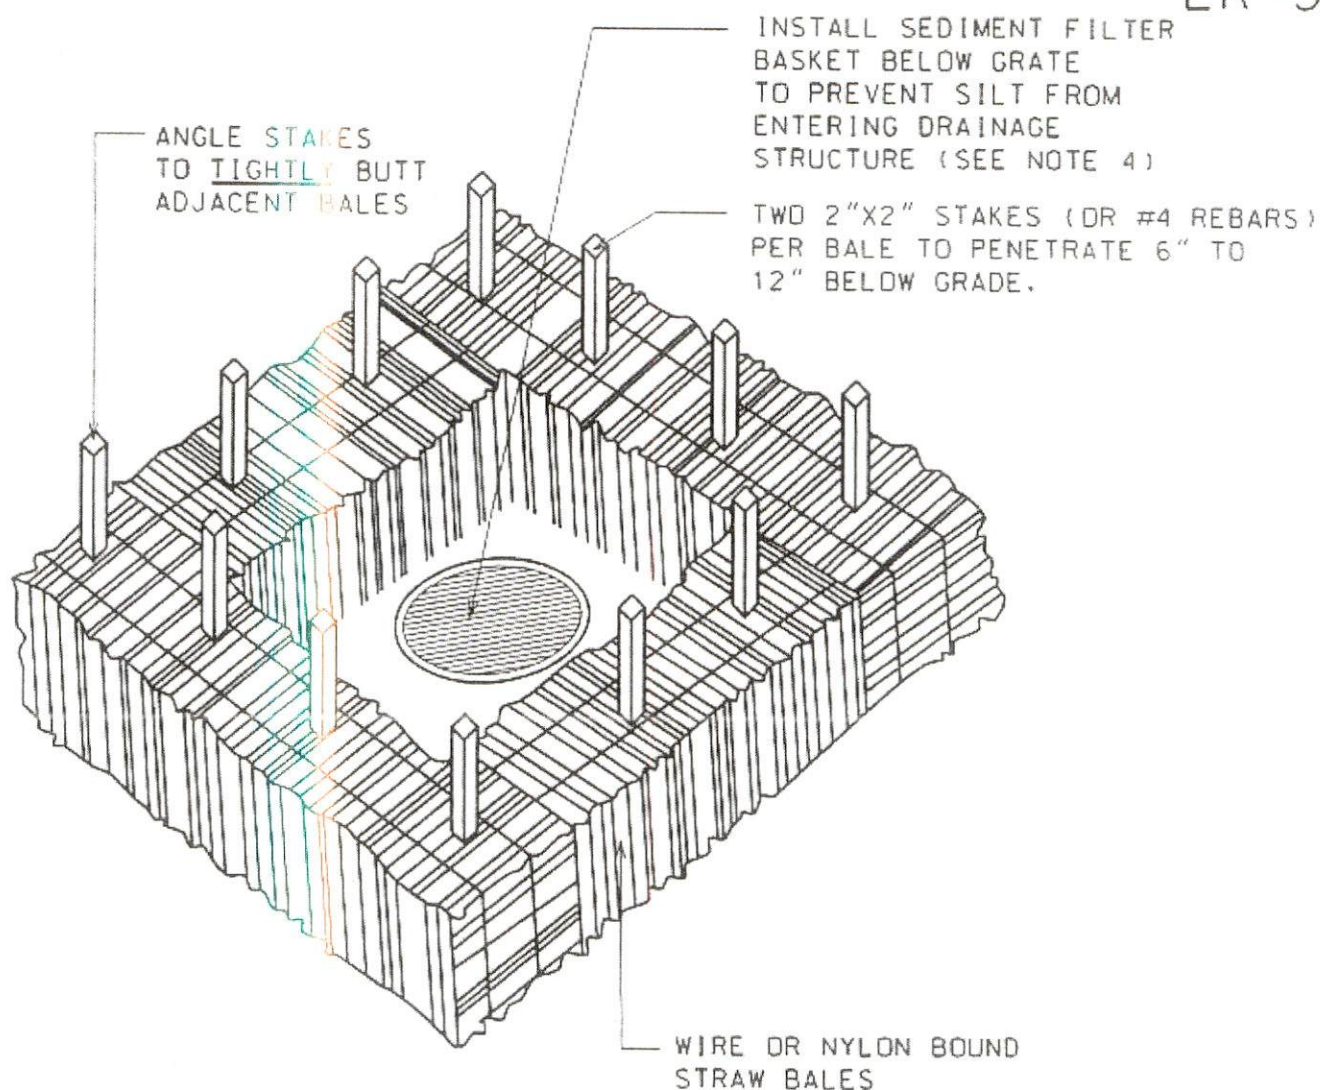 INSTALL SEDIMENT FILTER
BASKET BELOW GRATE
TO PREVENT SILT FROM
ENTERING DRAINAGE
STRUCTURE (SEE NOTE 4)
ANGLE STAKES
TO TIGHTLY BUTT
ADJACENT BALES
TWO 2"X2" STAKES (OR #4 REBARS)
PER BALE TO PENETRATE 6" TO
12" BELOW GRADE.
WIRE OR NYLON BOUND
STRAW BALES